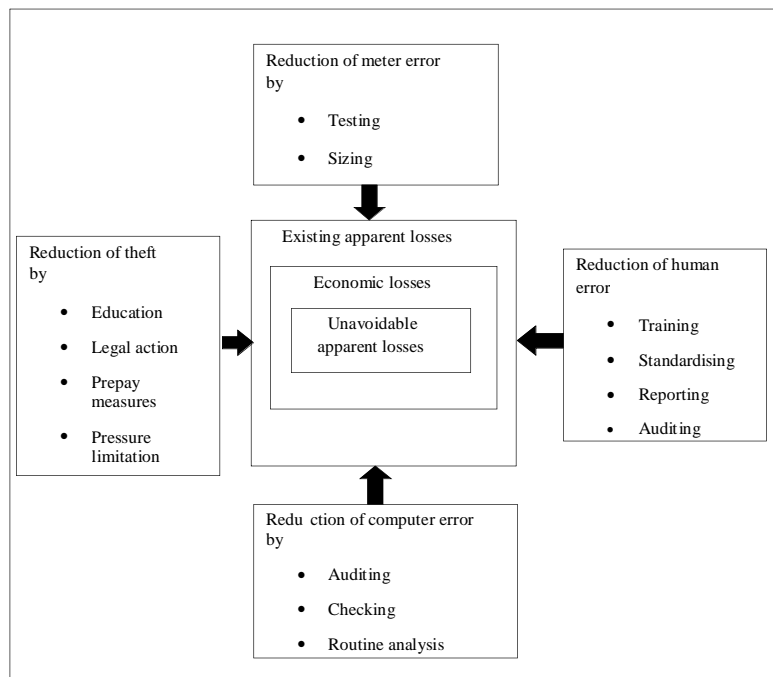 Reduction of meter error
by
• Testing
• Sizing
Existing apparent losses
Economic losses
Unavoidable
apparent losses
Reduction of theft
by
• Education
• Legal action
• Prepay
measures
• Pressure
limitation
Reduction of human
error
• Training
• Standardising
• Reporting
• Auditing
Redu ction of computer error
by
• Auditing
• Checking
• Routine analysis